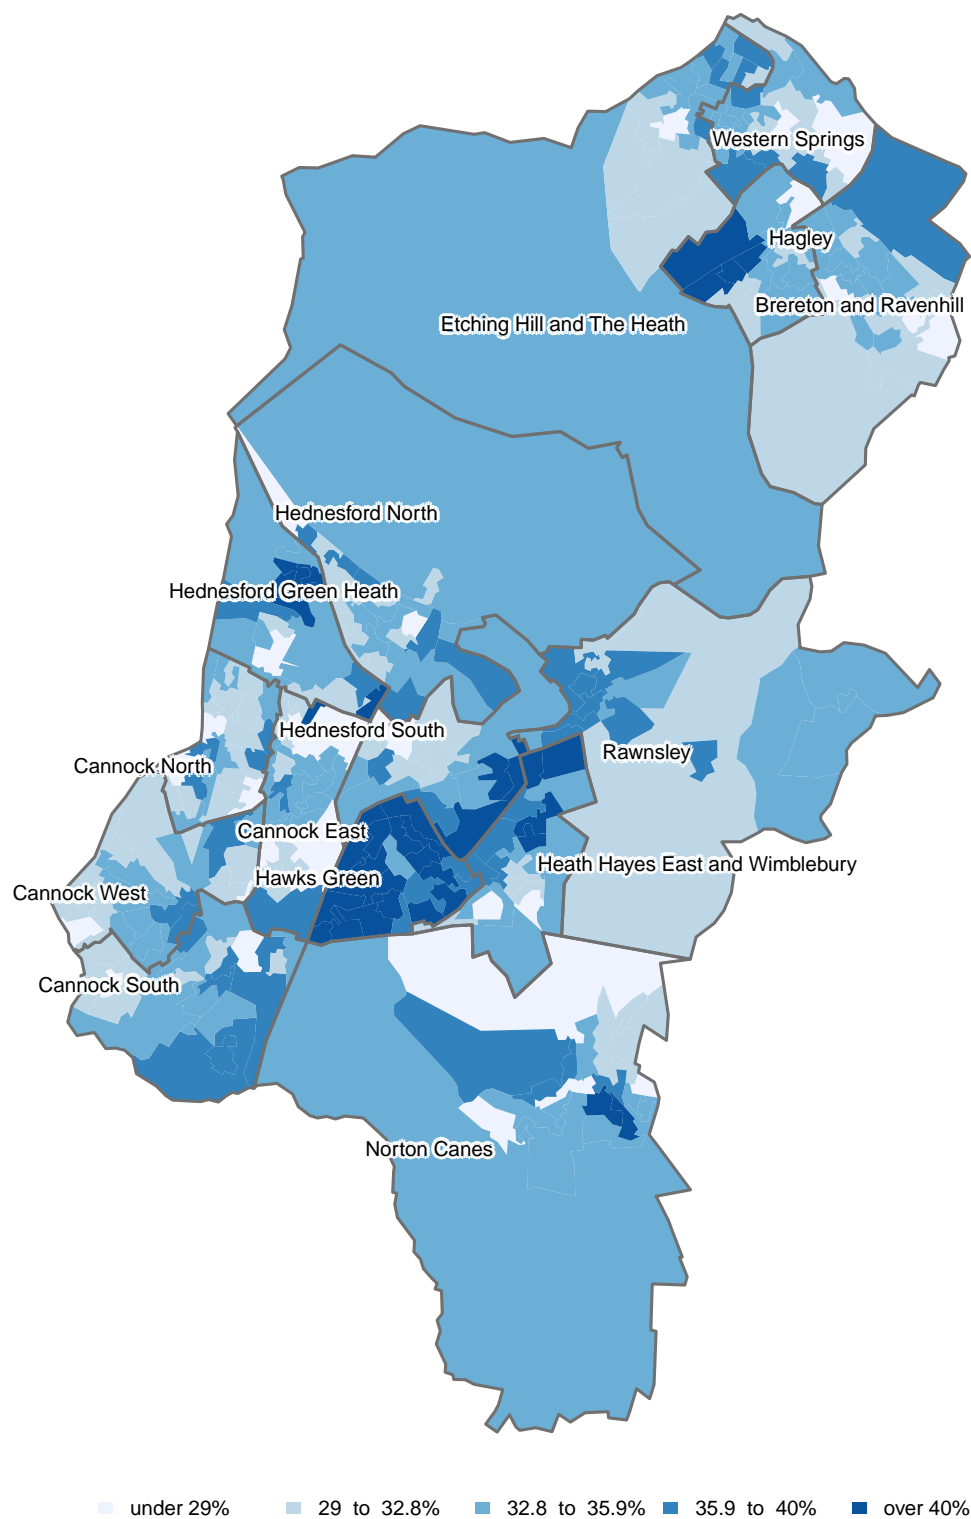 Western Springs
Hagley
Brereton and Ravenhill
Etching Hill and The Heath
Hednesford North
Hednesford Green Heath
Hednesford South
Rawnsley
Cannock North
Cannock East
Heath Hayes East and Wimblebury
Hawks Green
Cannock West
Cannock South
Norton Canes
under 29% 29 to 32.8% 32.8 to 35.9% 35.9 to 40% over 40%